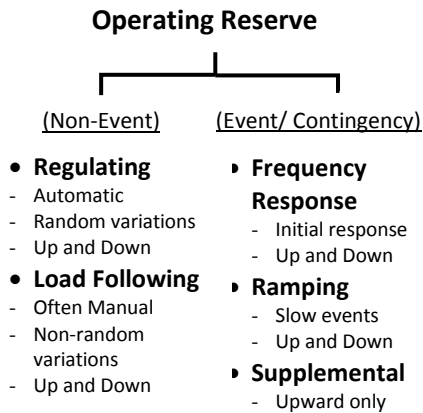 Operating Reserve
(Non-Event)
• Regulating
- Automatic
- Random variations
- Up and Down
• Load Following
- Often Manual
- Non-random
variations
- Up and Down
(Event/ Contingency)
• Frequency
Response
- Initial response
- Up and Down
• Ramping
- Slow events
- Up and Down
• Supplemental
- Upward only